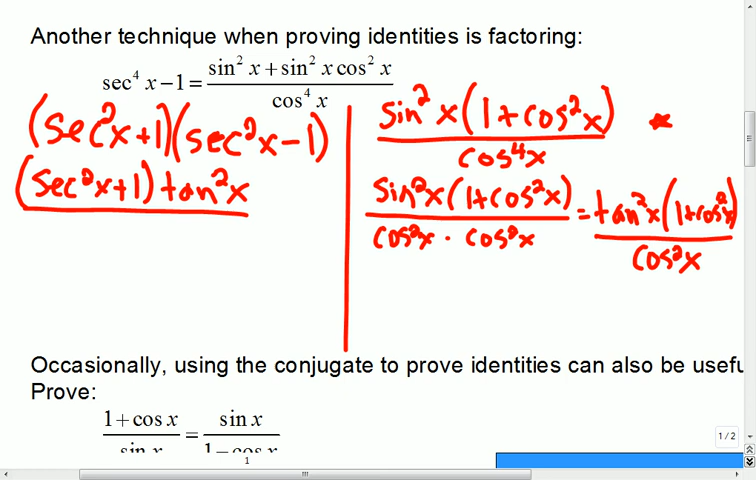 Another technique when proving identities is factoring:
sec⁴ x − 1 = (sin² x + sin² x cos² x) / cos⁴ x
(sec²x+1)(sec²x−1)
sin²x(1+cos²x) / cos⁴x *
(sec²x+1) tan²x
sin²x(1+cos²x) / cos²x · cos²x = tan²x(1+cos²x) / cos²x
Occasionally, using the conjugate to prove identities can also be usefu
Prove:
(1 + cos x) / sin x = sin x / (1 − cos x
1
1 / 2